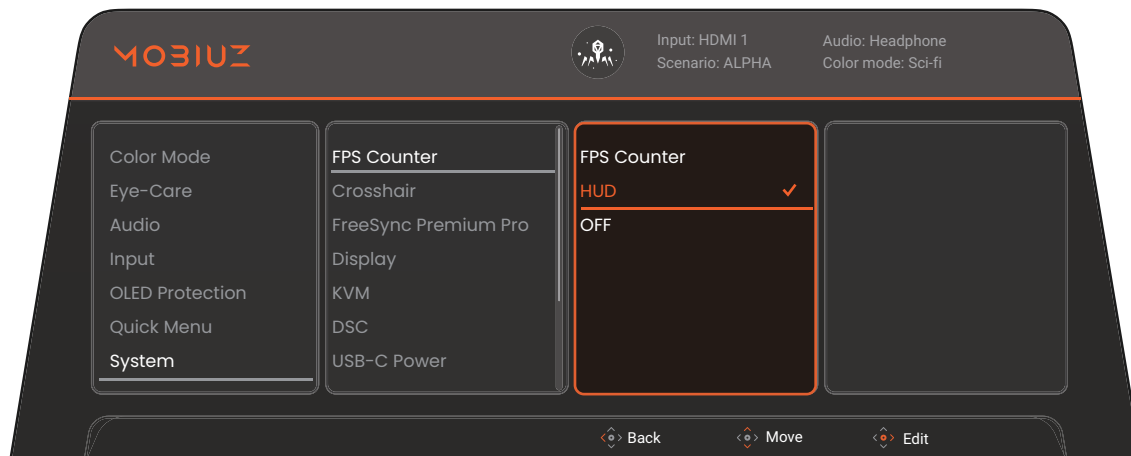 MOBIUZ
Input: HDMI 1
Scenario: ALPHA
Audio: Headphone
Color mode: Sci-fi
Color Mode
Eye-Care
Audio
Input
OLED Protection
Quick Menu
System
FPS Counter
Crosshair
FreeSync Premium Pro
Display
KVM
DSC
USB-C Power
FPS Counter
HUD
OFF
Back
Move
Edit